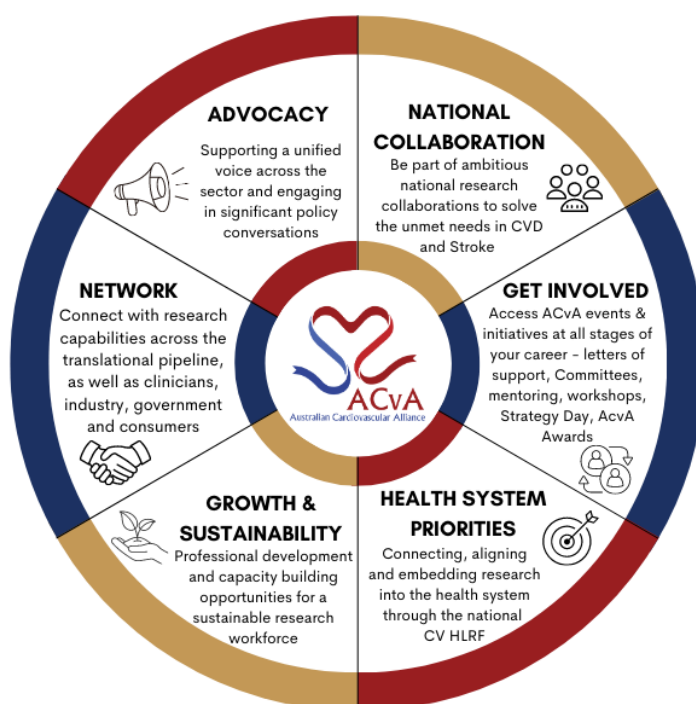 ADVOCACY
Supporting a unified
voice across the
sector and engaging
in significant policy
conversations
NATIONAL
COLLABORATION
Be part of ambitious
national research
collaborations to solve
the unmet needs in CVD
and Stroke
NETWORK
Connect with research
capabilities across the
translational pipeline,
as well as clinicians,
industry, government
and consumers
GET INVOLVED
Access ACvA events &
initiatives at all stages of
your career - letters of
support, Committees,
mentoring, workshops,
Strategy Day, AcvA
Awards
ACvA
Australian Cardiovascular Alliance
GROWTH &
SUSTAINABILITY
Professional development
and capacity building
opportunities for a
sustainable research
workforce
HEALTH SYSTEM
PRIORITIES
Connecting, aligning
and embedding research
into the health system
through the national
CV HLRF